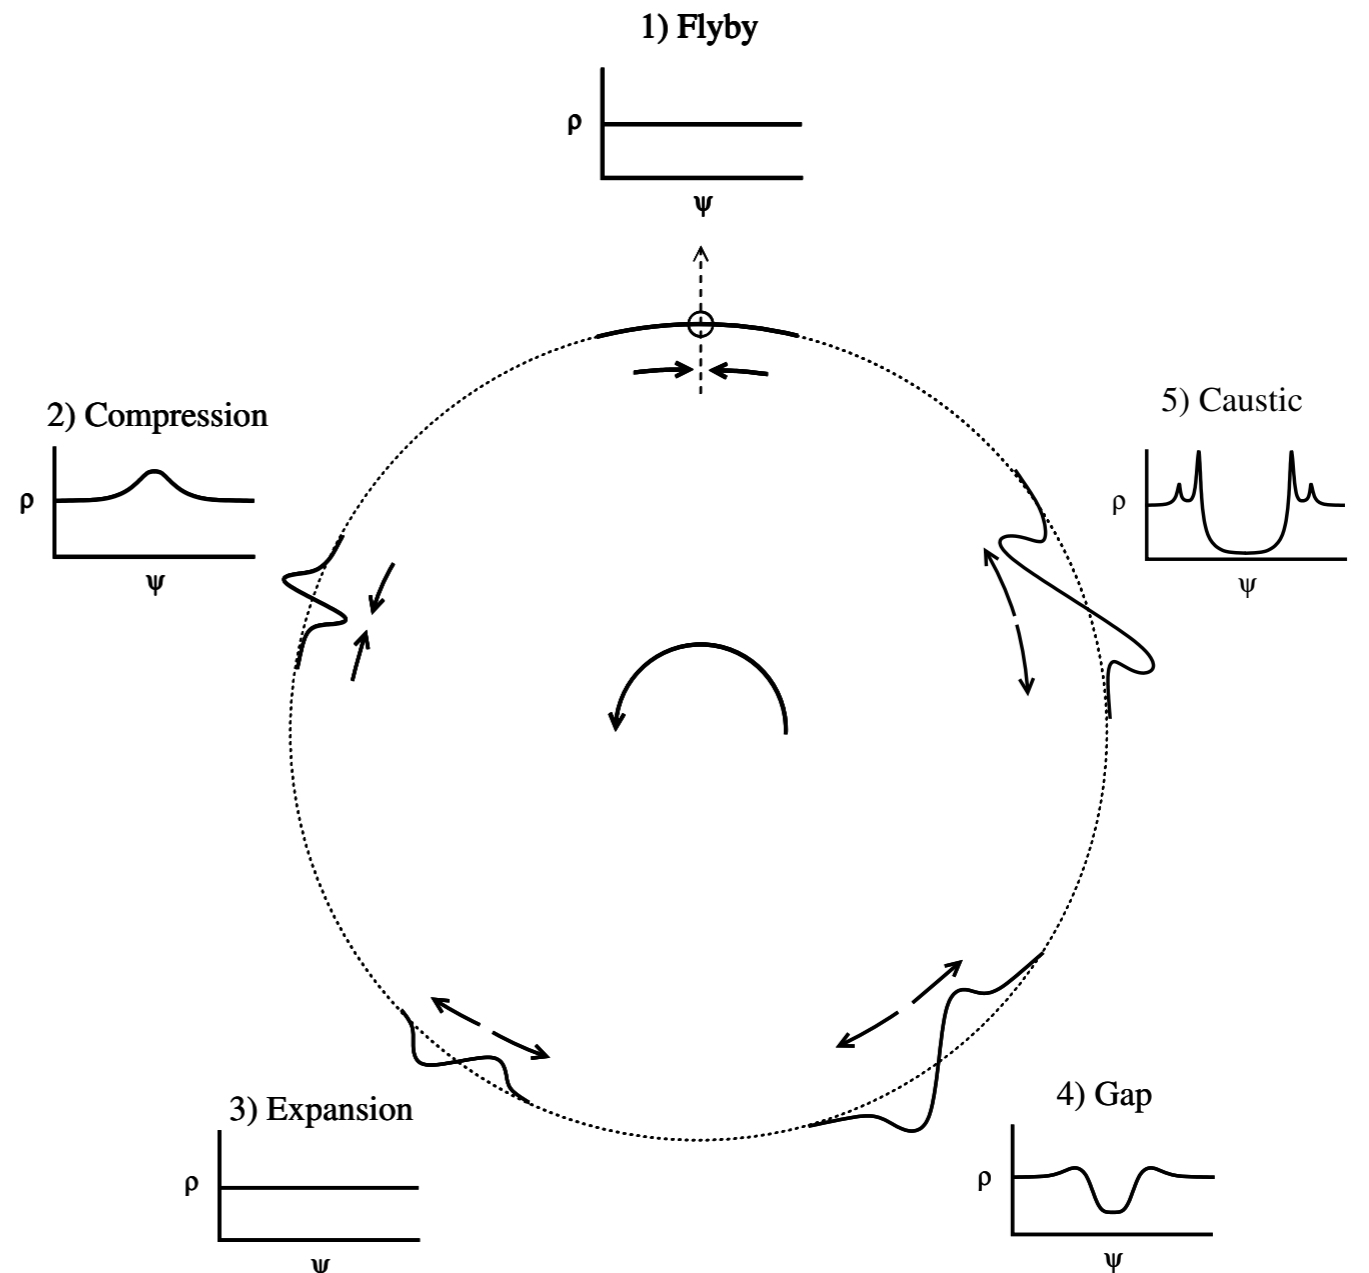 1) Flyby
ρ
ψ
2) Compression
ρ
ψ
5) Caustic
ρ
ψ
3) Expansion
ρ
ψ
4) Gap
ρ
ψ